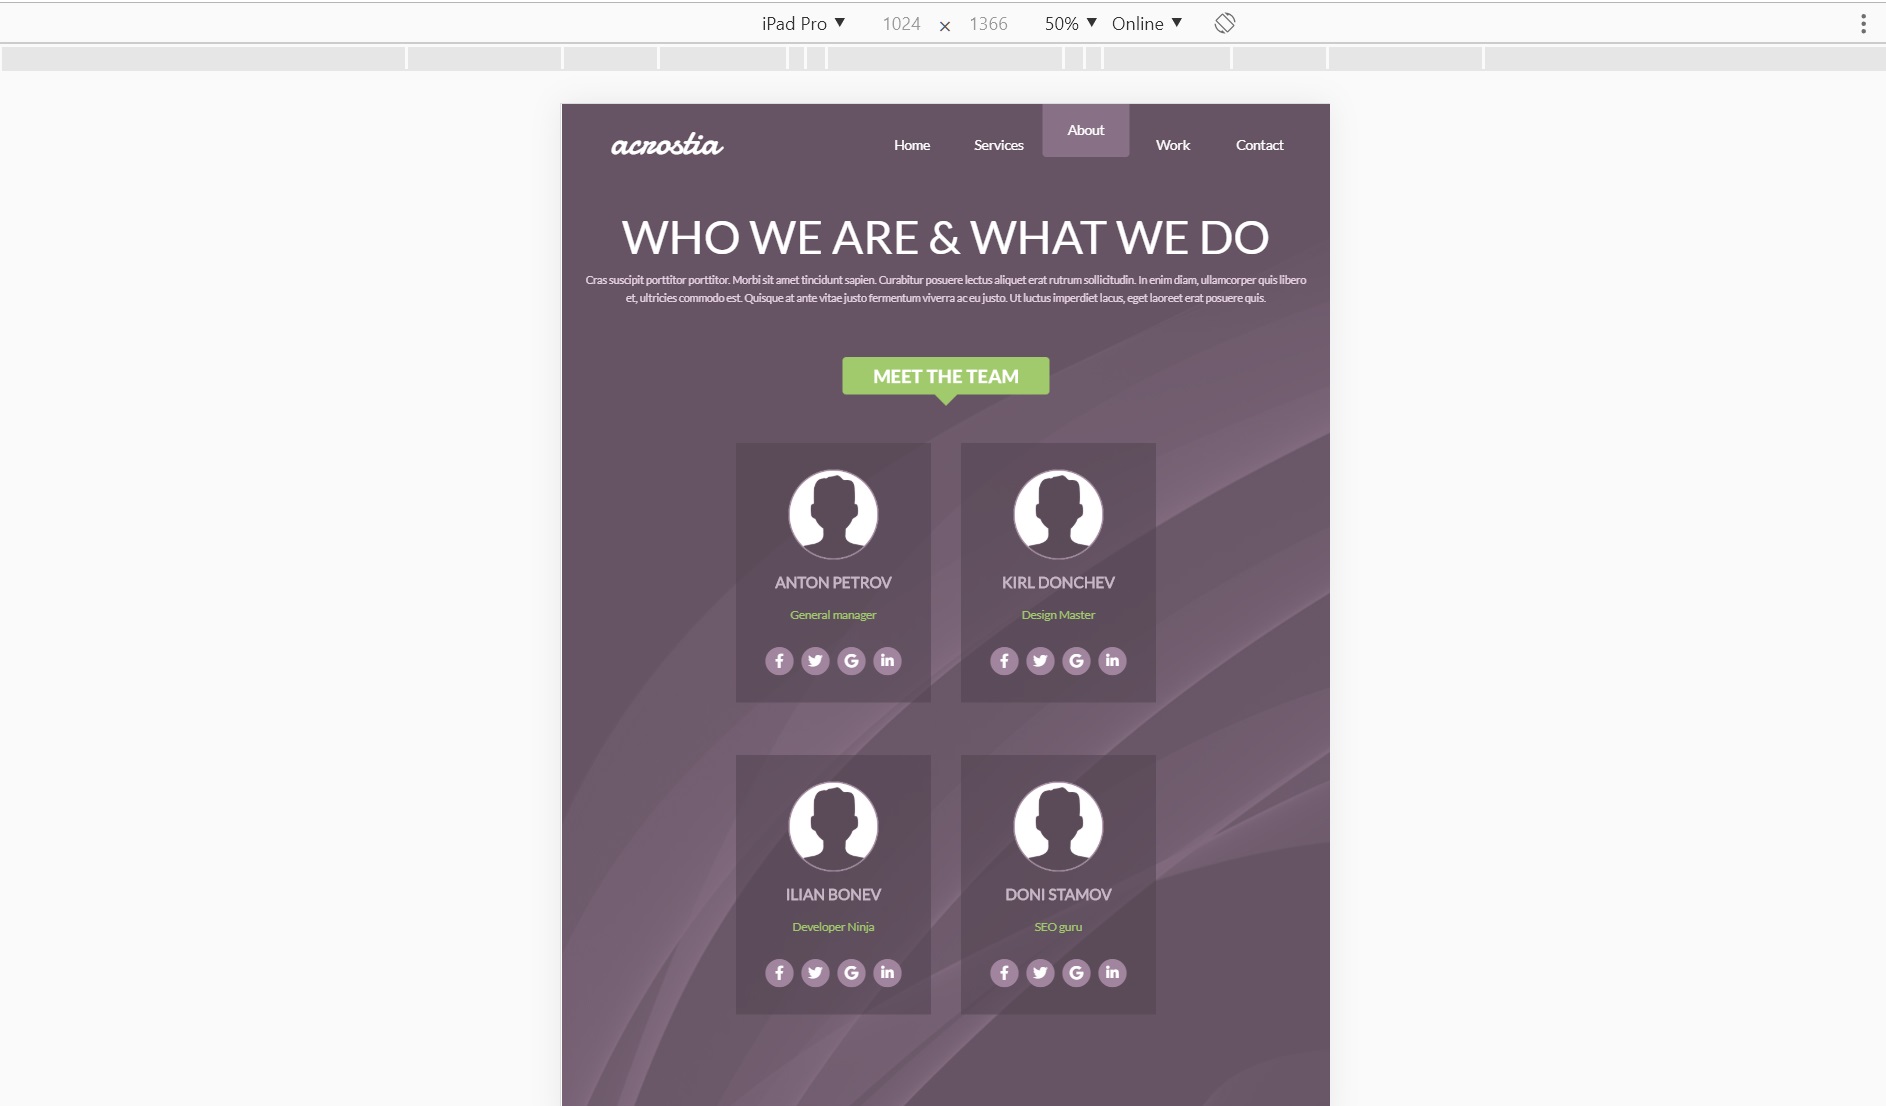 iPad Pro ▼ 1024 × 1366 50% ▼ Online ▼
acrostia
Home Services About Work Contact
WHO WE ARE & WHAT WE DO
Cras suscipit porttitor porttitor. Morbi sit amet tincidunt sapien. Curabitur posuere lectus aliquet erat rutrum sollicitudin. In enim diam, ullamcorper quis libero
et, ultricies commodo est. Quisque at ante vitae justo fermentum viverra ac eu justo. Ut luctus imperdiet lacus, eget laoreet erat posuere quis.
MEET THE TEAM
ANTON PETROV
General manager
f G in
KIRL DONCHEV
Design Master
f G in
ILIAN BONEV
Developer Ninja
f G in
DONI STAMOV
SEO guru
f G in